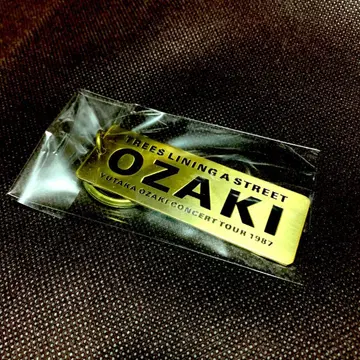 TREES LINING A STREET
OZAKI
YUTAKA OZAKI CONCERT TOUR 1987